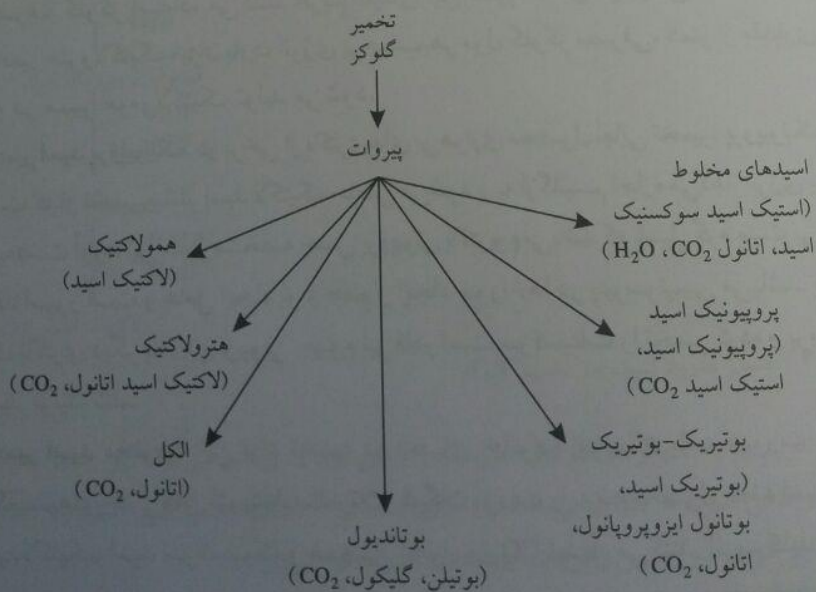 تخمیر
گلوکز
پیروات
اسیدهای مخلوط
(استیک اسید سوکسنیک
اسید، اتانول CO₂ ،H₂O)
همولاکتیک
(لاکتیک اسید)
پروپیونیک اسید
(پروپیونیک اسید،
استیک اسید CO₂)
هترولاکتیک
(لاکتیک اسید اتانول، CO₂)
بوتیریک-بوتیریک
(بوتیریک اسید،
بوتانول ایزوپروپانول،
اتانول، CO₂)
الکل
(اتانول، CO₂)
بوتاندیول
(بوتیلن، گلیکول، CO₂)